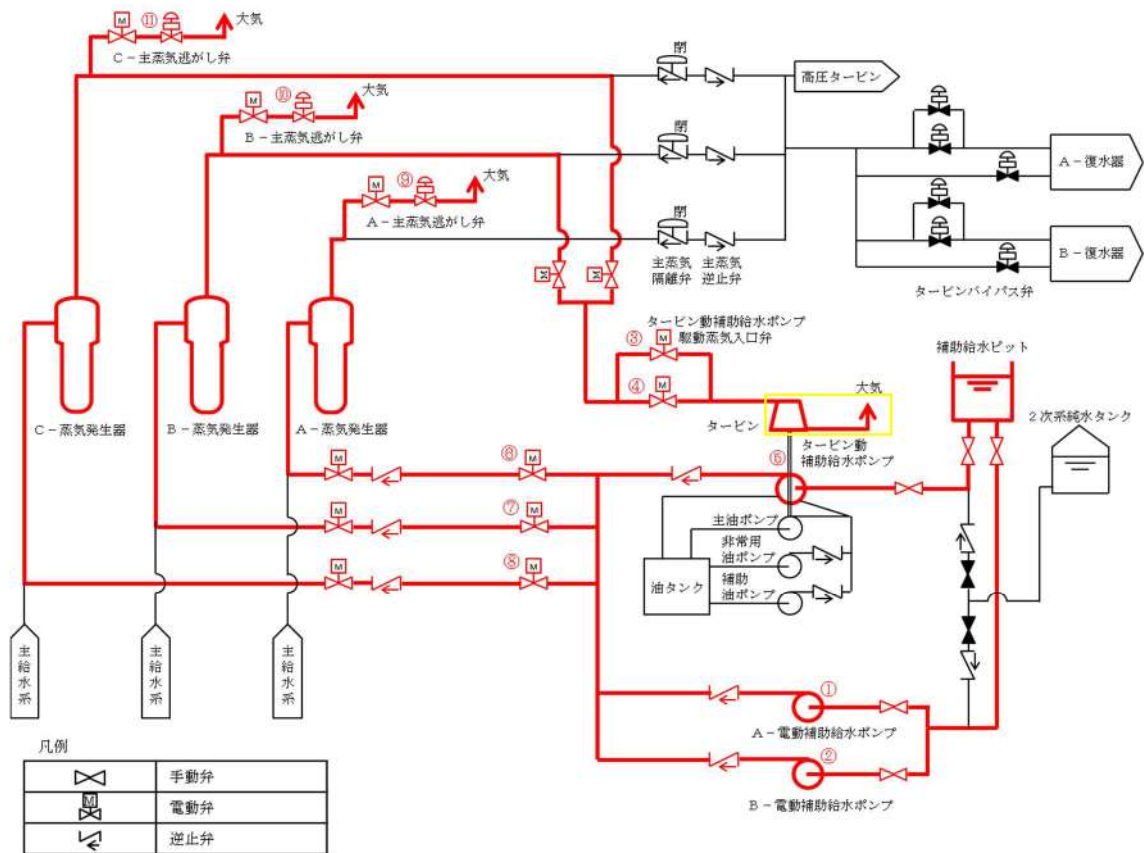 M
⑪
大気
C－主蒸気逃がし弁
閉
高圧タービン
M
⑩
大気
B－主蒸気逃がし弁
閉
A－復水器
M
⑨
大気
A－主蒸気逃がし弁
閉
主蒸気
隔離弁
主蒸気
逆止弁
B－復水器
タービンバイパス弁
M
M
タービン動補助給水ポンプ
駆動蒸気入口弁
③
M
④
M
補助給水ピット
大気
2次系純水タンク
C－蒸気発生器
B－蒸気発生器
A－蒸気発生器
タービン
タービン動
補助給水ポンプ
⑤
M
⑥
M
主油ポンプ
M
⑦
M
非常用
油ポンプ
M
⑧
M
補助
油ポンプ
油タンク
主給水系
主給水系
主給水系
①
A－電動補助給水ポンプ
②
B－電動補助給水ポンプ
凡例
手動弁
M
電動弁
逆止弁